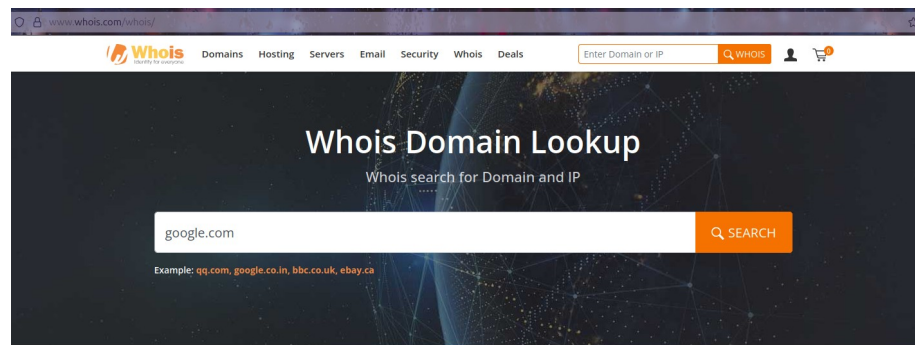 www.whois.com/whois/
Whois
Identity for everyone
Domains Hosting Servers Email Security Whois Deals
Enter Domain or IP
WHOIS
0
Whois Domain Lookup
Whois search for Domain and IP
google.com
SEARCH
Example: qq.com, google.co.in, bbc.co.uk, ebay.ca